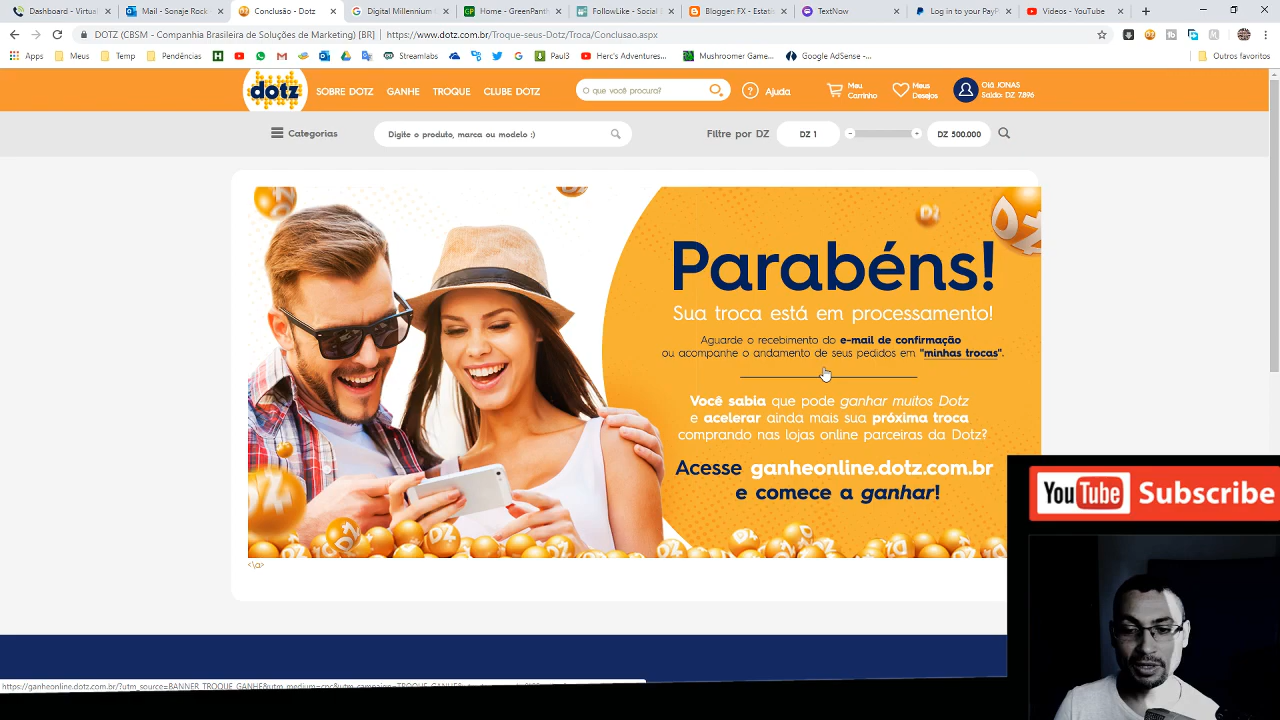 Dashboard - Virtual
Outlook - Sonaje Rock
Conclusão - Dotz
Digital Millennium
Home - GreenPanth
FollowLike - Social
Blogger: FX - Estatí
TextNow
Log in to your PayP
Vídeos - YouTube
DOTZ (CBSM - Companhia Brasileira de Soluções de Marketing) [BR] | https://www.dotz.com.br/Troque-seus-Dotz/Troca/Conclusao.aspx
Apps
Meus
Temp
Pendências
Streamlabs
Paul3
Herc's Adventures...
Mushroomer Game...
Google AdSense -...
Outros favoritos
dotz
SOBRE DOTZ
GANHE
TROQUE
CLUBE DOTZ
O que você procura?
Ajuda
Meu
Carrinho
Meus
Desejos
Olá JONAS
Saldo: DZ 7.896
Categorias
Digite o produto, marca ou modelo :)
Filtre por DZ
DZ 1
DZ 500.000
Parabéns!
Sua troca está em processamento!
Aguarde o recebimento do e-mail de confirmação
ou acompanhe o andamento de seus pedidos em "minhas trocas".
Você sabia que pode ganhar muitos Dotz
e acelerar ainda mais sua próxima troca
comprando nas lojas online parceiras da Dotz?
Acesse ganheonline.dotz.com.br
e comece a ganhar!
<\a>
YouTube Subscribe